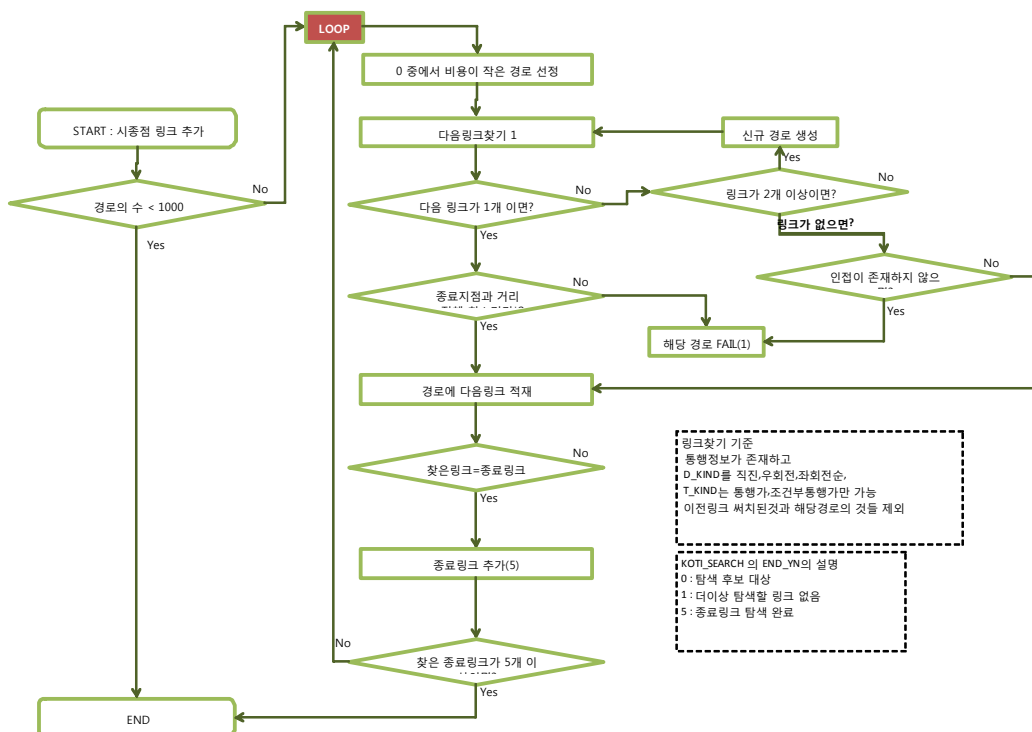 LOOP
0 중에서 비용이 작은 경로 선정
START : 시종점 링크 추가
다음링크찾기 1
신규 경로 생성
Yes
No
No
경로의 수 < 1000
다음 링크가 1개 이면?
No
링크가 2개 이상이면?
링크가 없으면?
Yes
Yes
No
No
종료지점과 거리
인접이 존재하지 않으
Yes
Yes
해당 경로 FAIL(1)
경로에 다음링크 적재
No
찾은링크=종료링크
Yes
링크찾기 기준
통행정보가 존재하고
D_KIND를 직진,우회전,좌회전순,
T_KIND는 통행가,조건부통행가만 가능
이전링크 써치된것과 해당경로의 것들 제외
종료링크 추가(5)
KOTI_SEARCH 의 END_YN의 설명
0 : 탐색 후보 대상
1 : 더이상 탐색할 링크 없음
5 : 종료링크 탐색 완료
No
찾은 종료링크가 5개 이
Yes
END